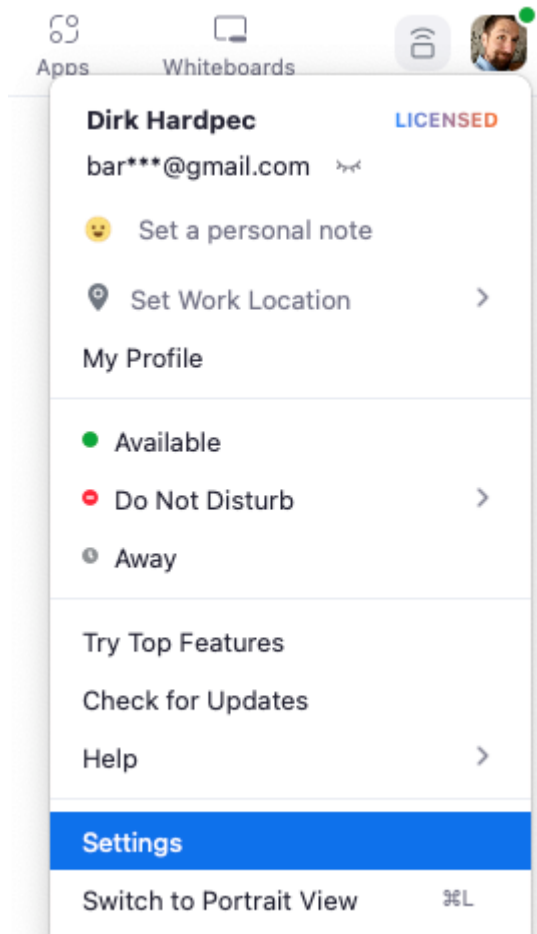 Apps Whiteboards
Dirk Hardpec LICENSED
bar***@gmail.com
Set a personal note
Set Work Location
My Profile
Available
Do Not Disturb
Away
Try Top Features
Check for Updates
Help
Settings
Switch to Portrait View ⌘L